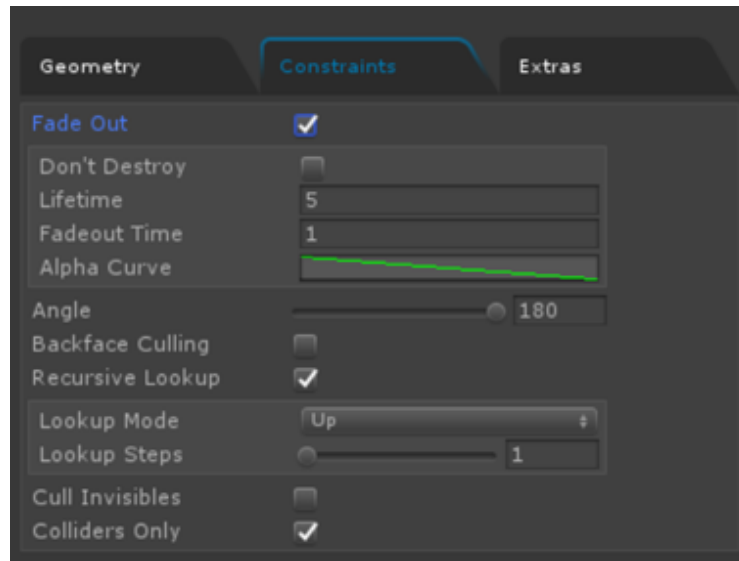 Geometry Constraints Extras
Fade Out
Don't Destroy
Lifetime 5
Fadeout Time 1
Alpha Curve
Angle 180
Backface Culling
Recursive Lookup
Lookup Mode Up
Lookup Steps 1
Cull Invisibles
Colliders Only